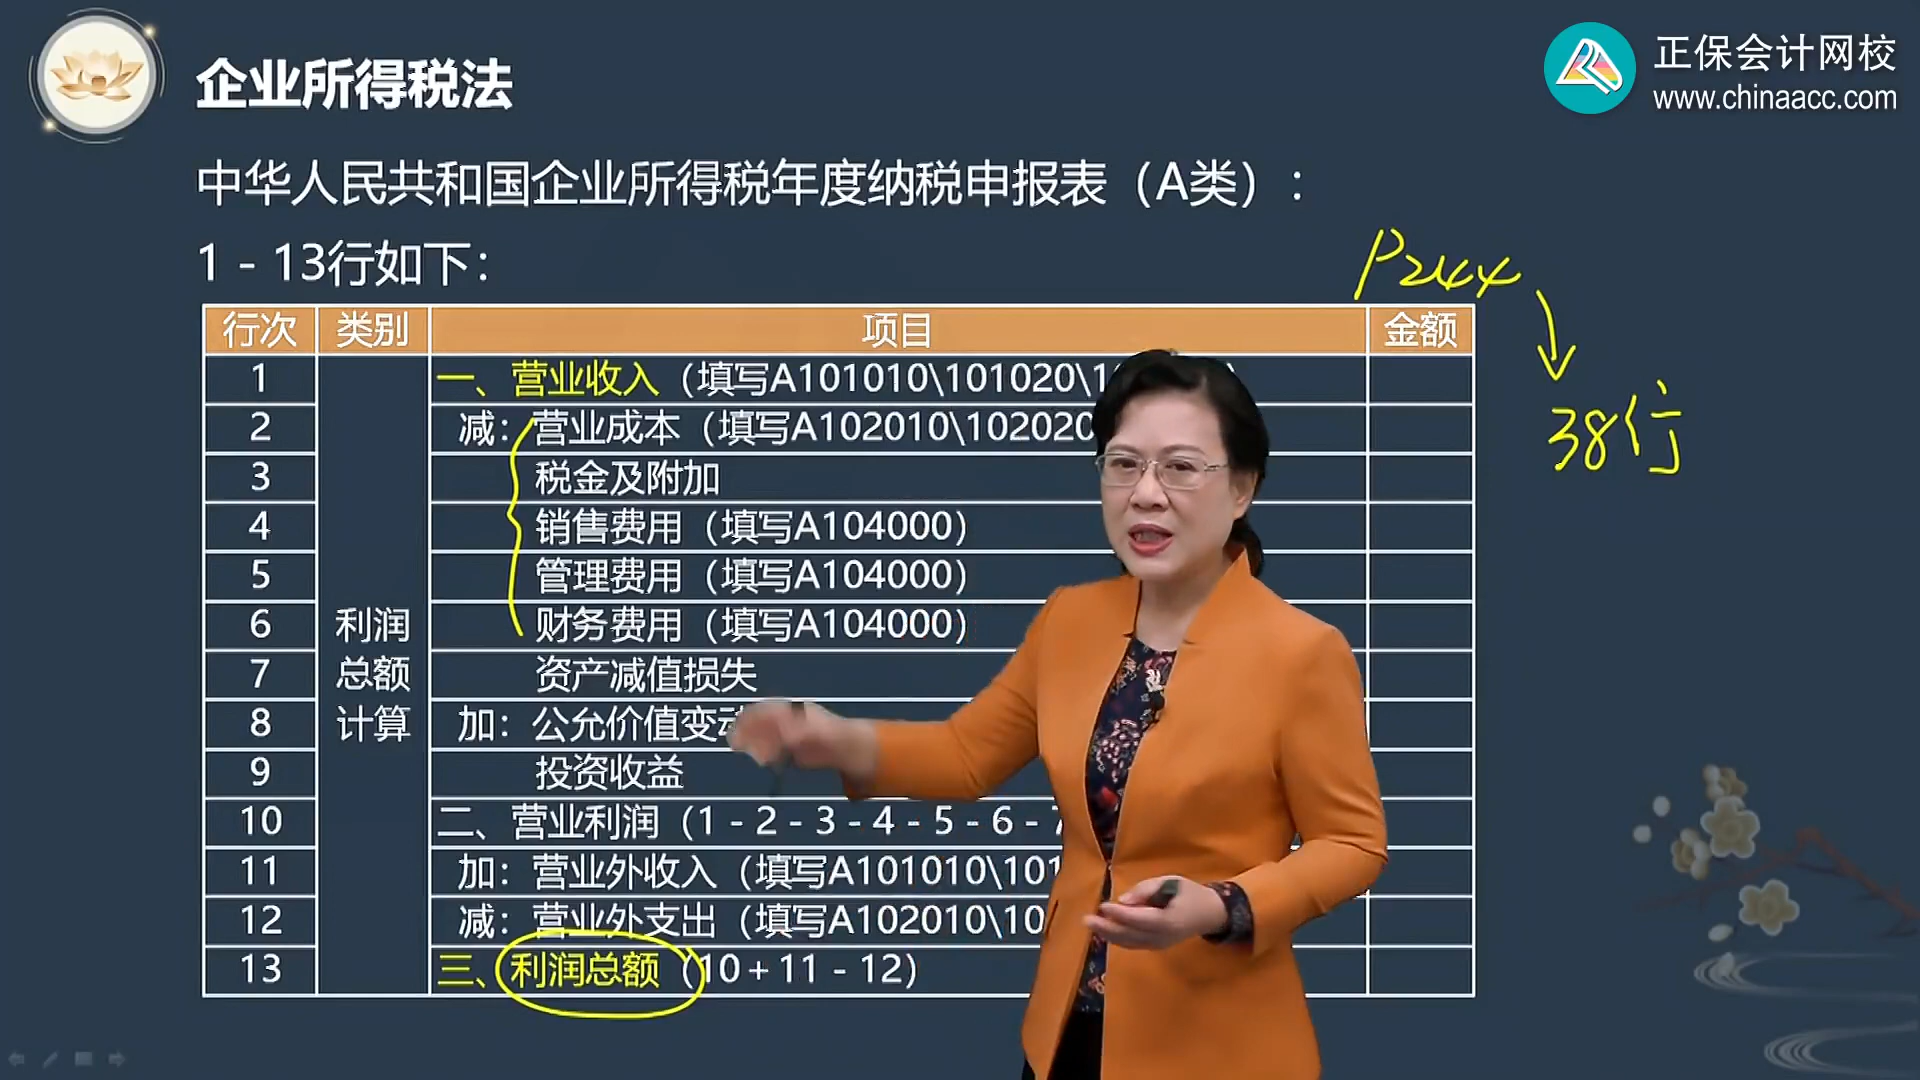 企业所得税法
正保会计网校
www.chinaacc.com
中华人民共和国企业所得税年度纳税申报表（A类）：
1－13行如下：
P244
38行
行次 类别 项目 金额
利润总额计算
1 一、营业收入（填写A101010\101020\1
2 减：营业成本（填写A102010\102020
3 税金及附加
4 销售费用（填写A104000）
5 管理费用（填写A104000）
6 财务费用（填写A104000）
7 资产减值损失
8 加：公允价值变动
9 投资收益
10 二、营业利润（1－2－3－4－5－6－7
11 加：营业外收入（填写A101010\101
12 减：营业外支出（填写A102010\10
13 三、利润总额（10＋11－12）